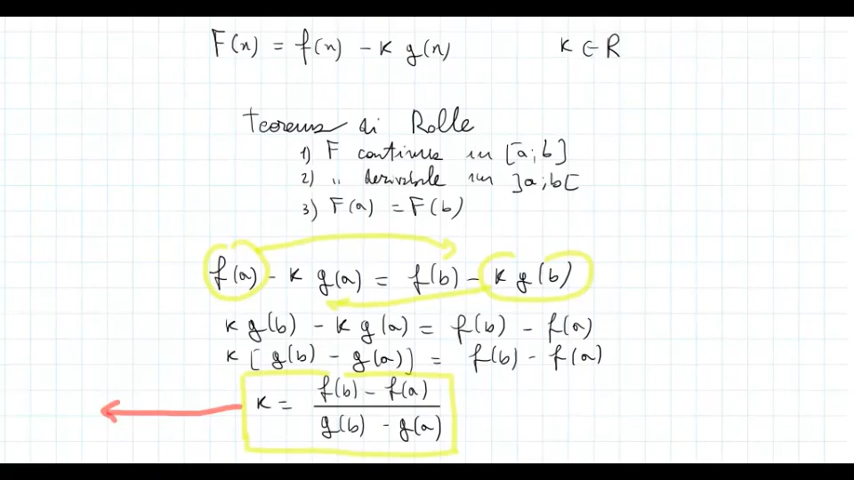 F(x) = f(x) - K g(x) K ∈ R
Teorema di Rolle
1) F continua in [a;b]
2) " derivabile in ]a;b[
3) F(a) = F(b)
f(a) - K g(a) = f(b) - K g(b)
K g(b) - K g(a) = f(b) - f(a)
K [g(b) - g(a)] = f(b) - f(a)
K = f(b) - f(a)
g(b) - g(a)